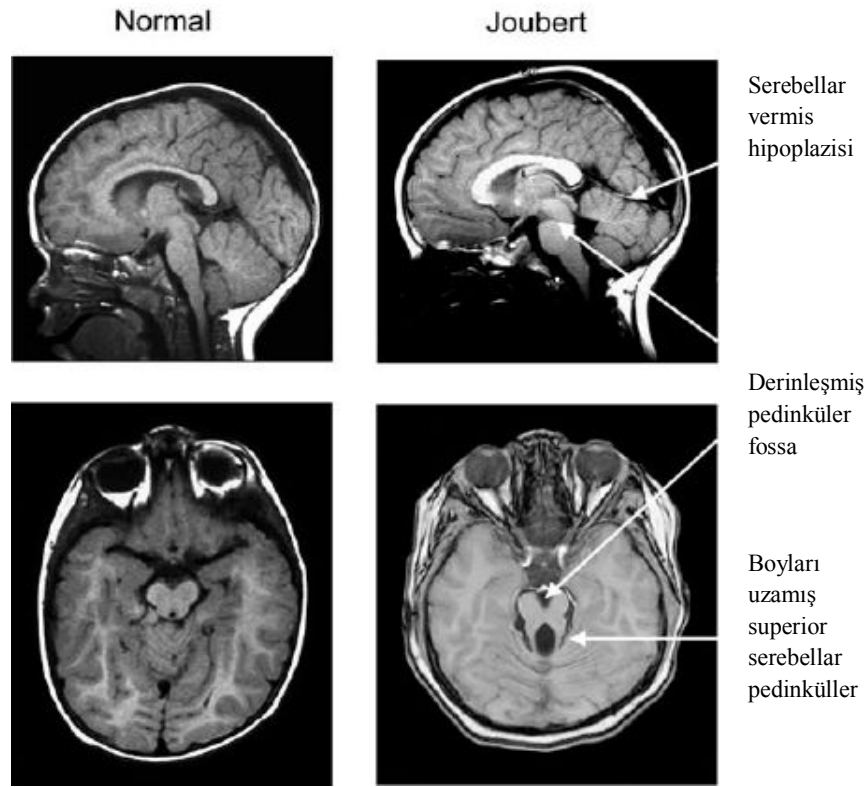 Normal
Joubert
Serebellar
vermis
hipoplazisi
Derinleşmiş
pedinküler
fossa
Boyları
uzamış
superior
serebellar
pedinküller